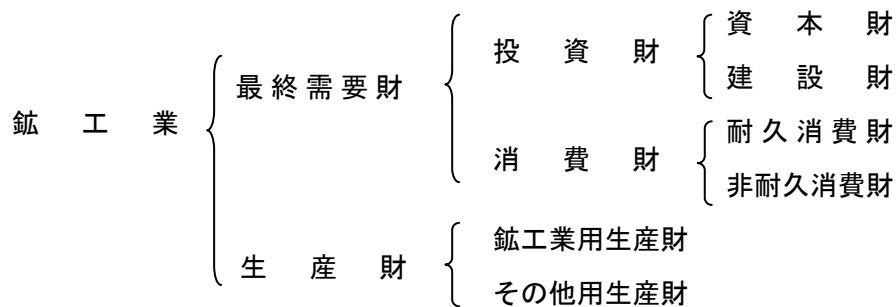 鉱工業
最終需要財
投資財
資本財
建設財
消費財
耐久消費財
非耐久消費財
生産財
鉱工業用生産財
その他用生産財